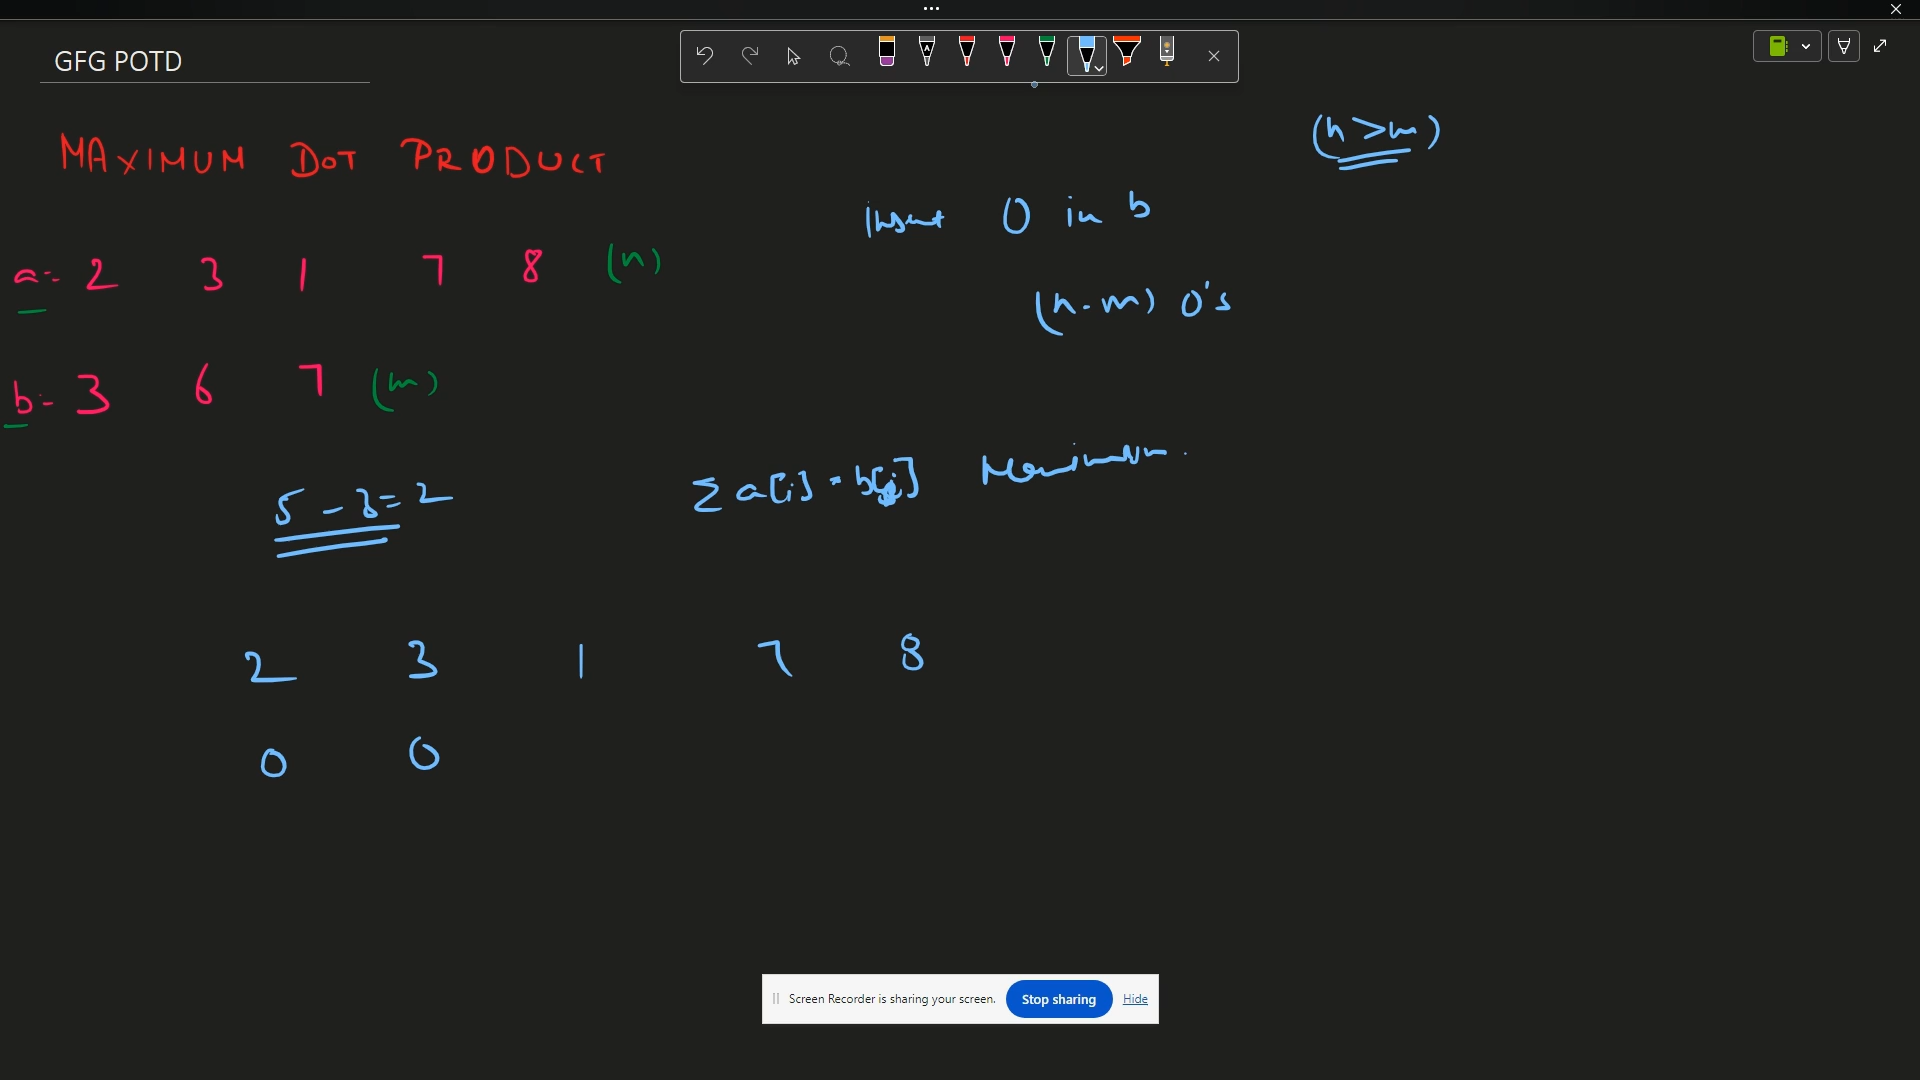 GFG POTD
(n>m)
MAXIMUM DOT PRODUCT
Insert 0 in b
a= 2 3 1 7 8 (n)
(n-m) 0's
b= 3 6 7 (m)
Σ a[i] * b[i] Maximum.
5 - 3 = 2
2 3 1 7 8
0 0
Screen Recorder is sharing your screen. Stop sharing Hide